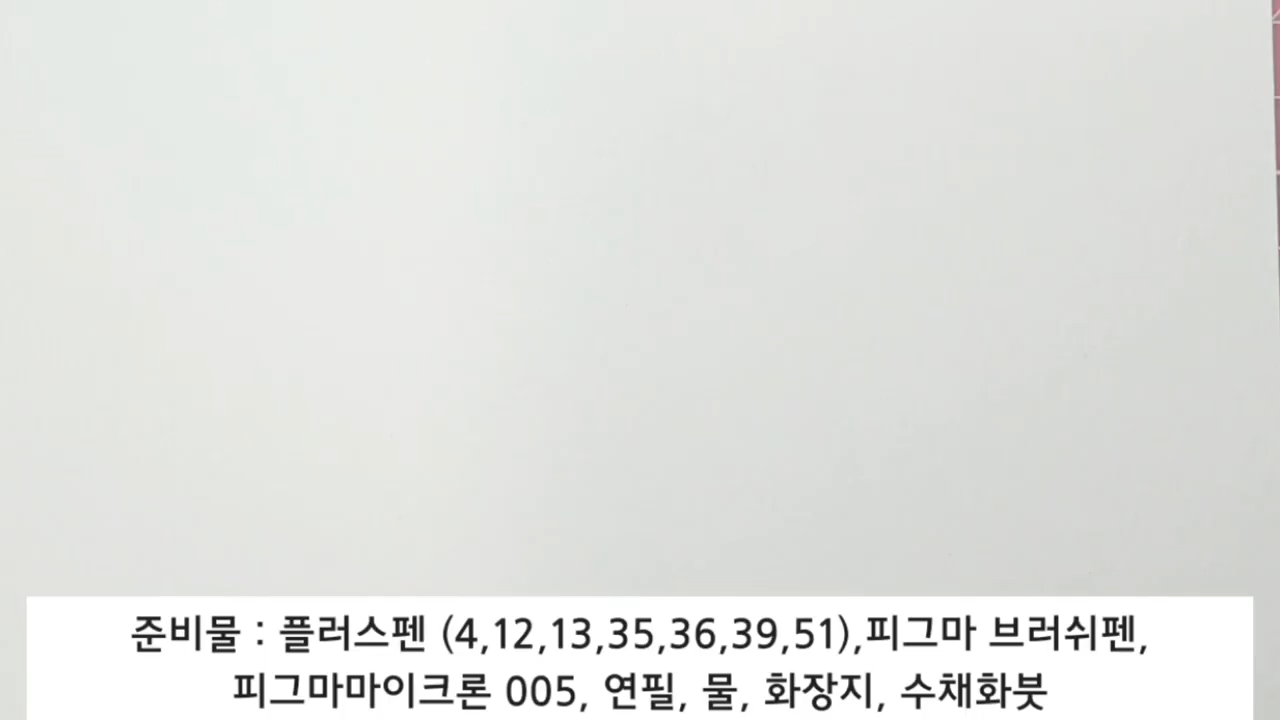 준비물 : 플러스펜 (4,12,13,35,36,39,51),피그마 브러쉬펜,
피그마마이크론 005, 연필, 물, 화장지, 수채화붓